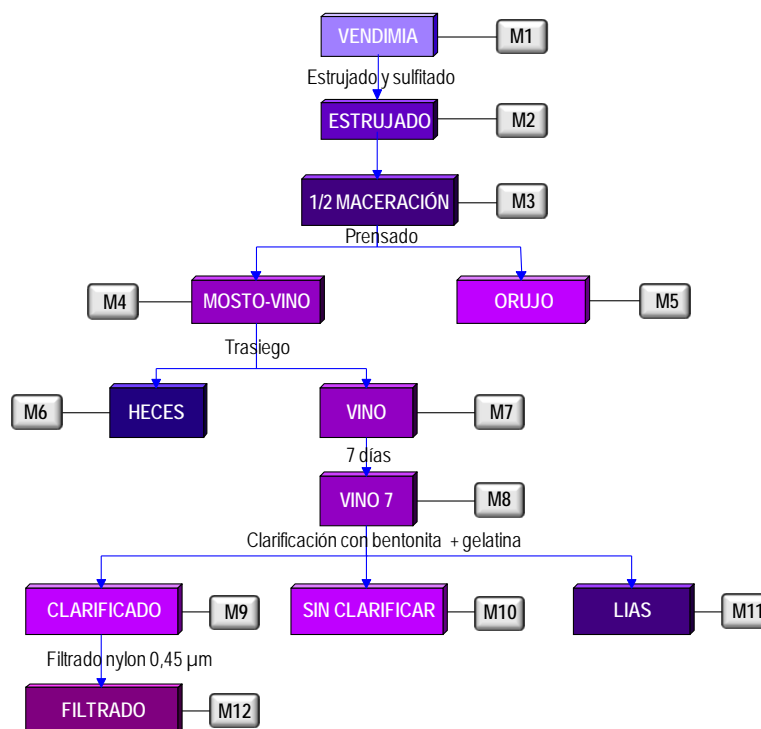 VENDIMIA M1
Estrujado y sulfitado
ESTRUJADO M2
1/2 MACERACIÓN M3
Prensado
M4 MOSTO-VINO ORUJO M5
Trasiego
M6 HECES VINO M7
7 días
VINO 7 M8
Clarificación con bentonita + gelatina
CLARIFICADO M9 SIN CLARIFICAR M10 LIAS M11
Filtrado nylon 0,45 µm
FILTRADO M12